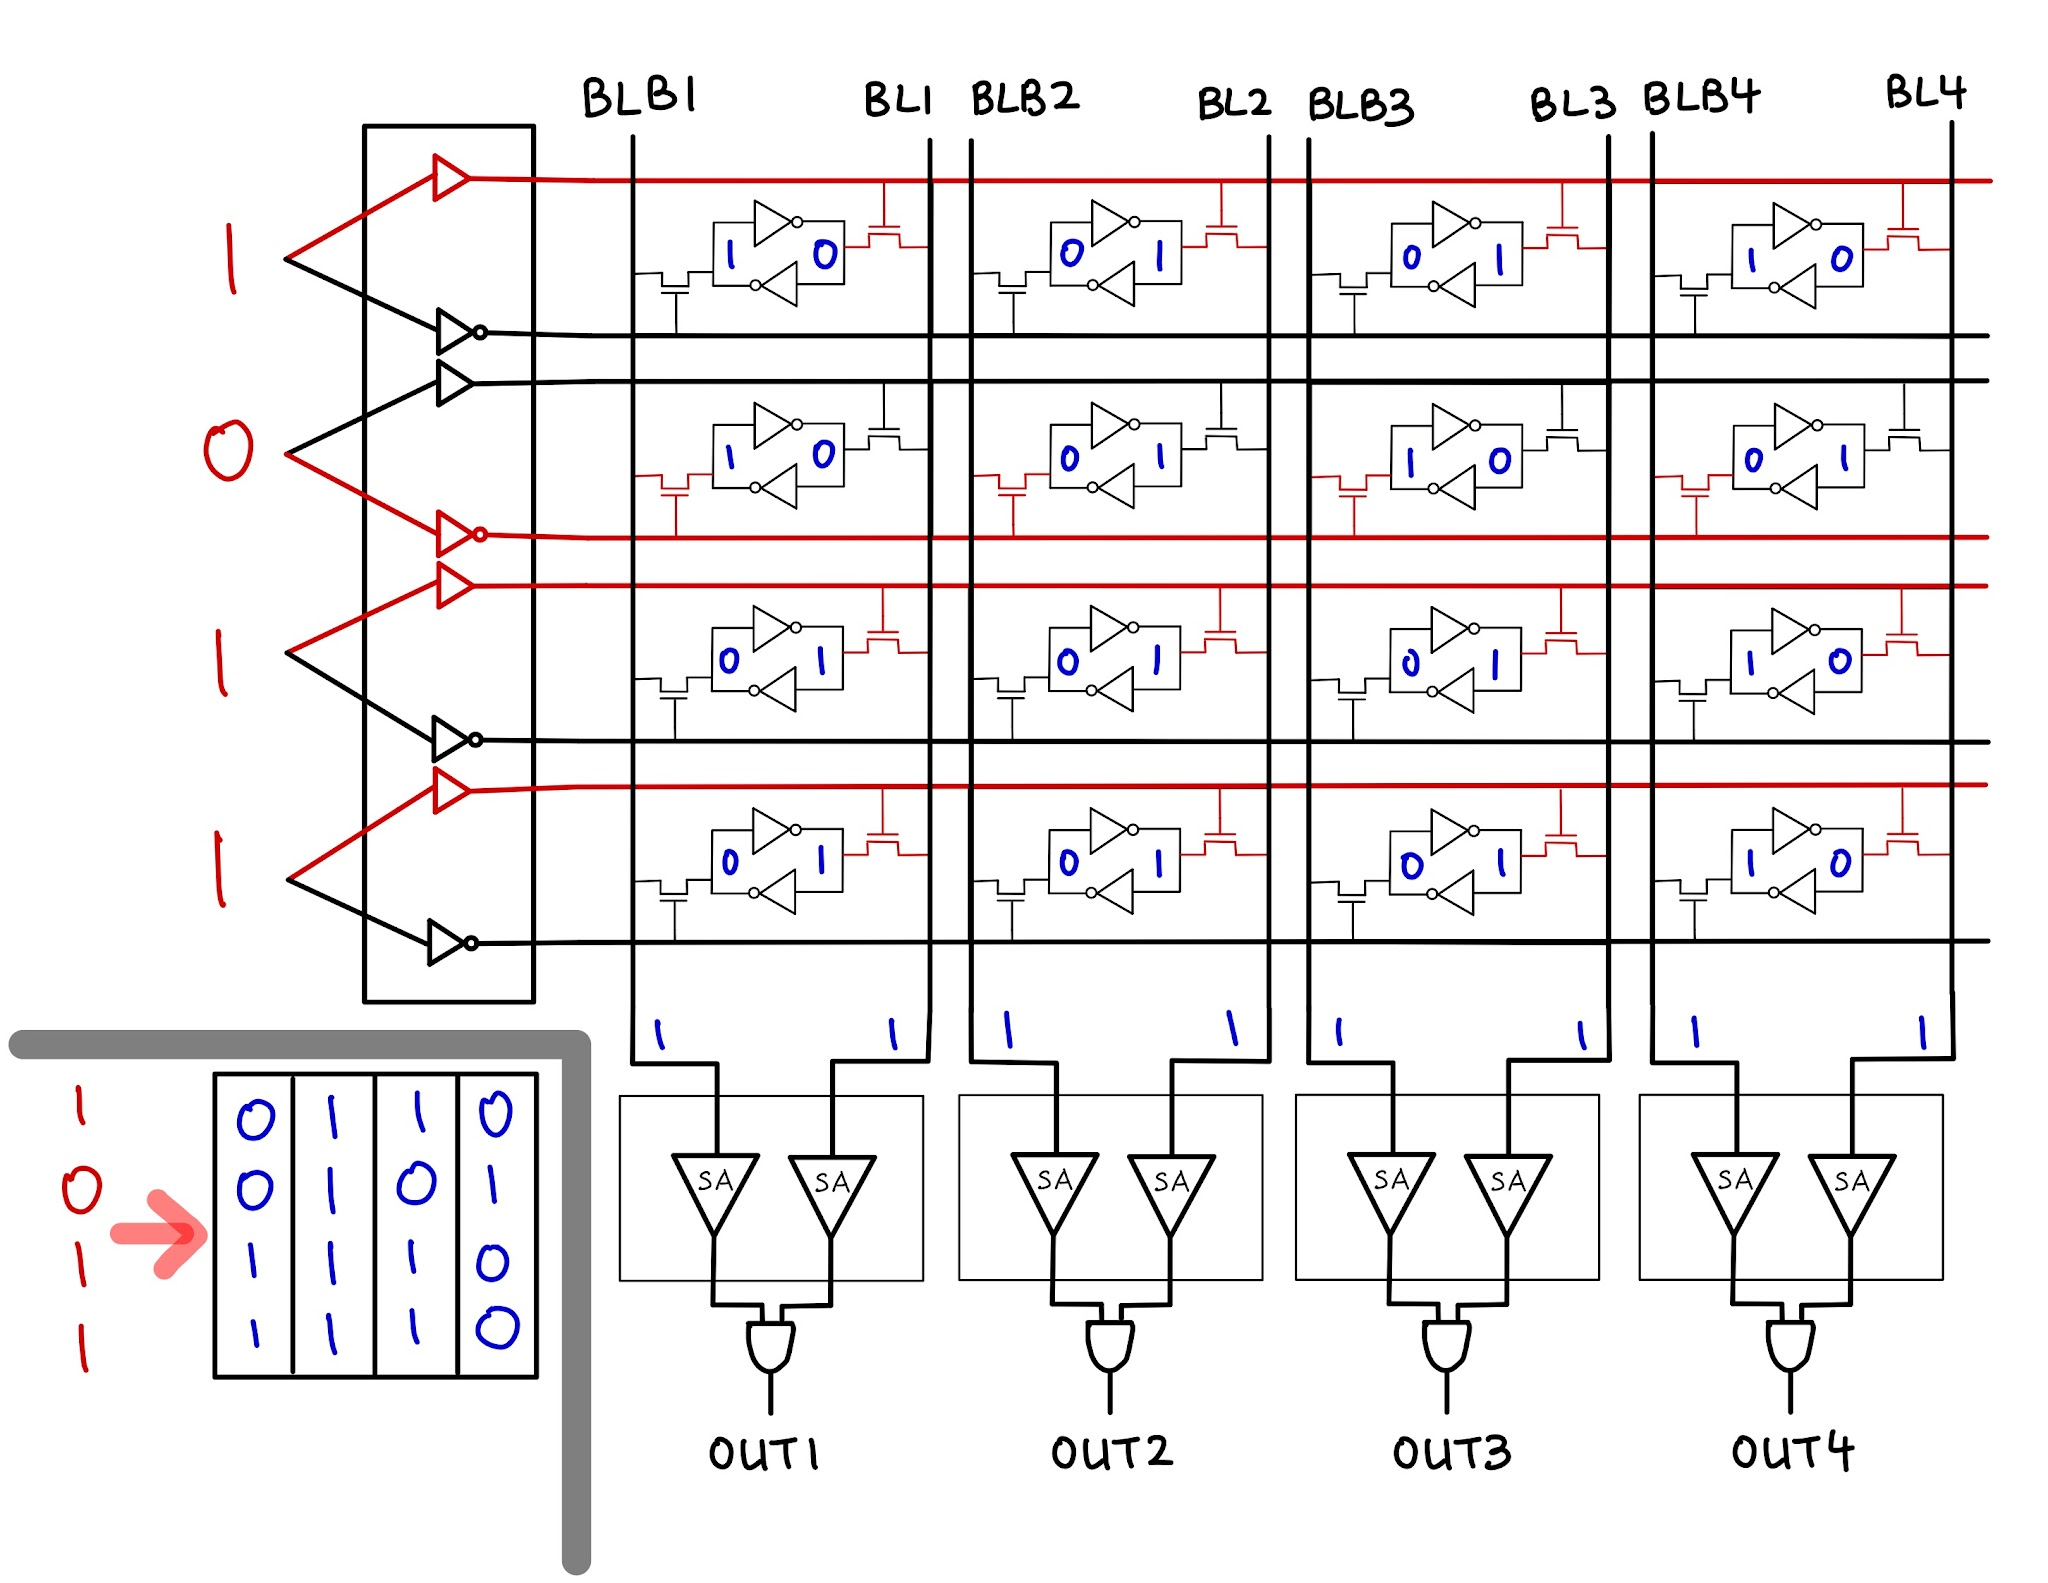 BLB1 BL1 BLB2 BL2 BLB3 BL3 BLB4 BL4
1 1 0 0 1 0 1 1 0
0 1 0 0 1 1 0 0 1
1 0 1 0 1 0 1 1 0
1 0 1 0 1 0 1 1 0
1 1 1 1 1 1 1 1
SA SA SA SA SA SA SA SA
OUT1 OUT2 OUT3 OUT4
1 0 1 1 0
0 0 1 0 1
1 1 1 1 0
1 1 1 1 0